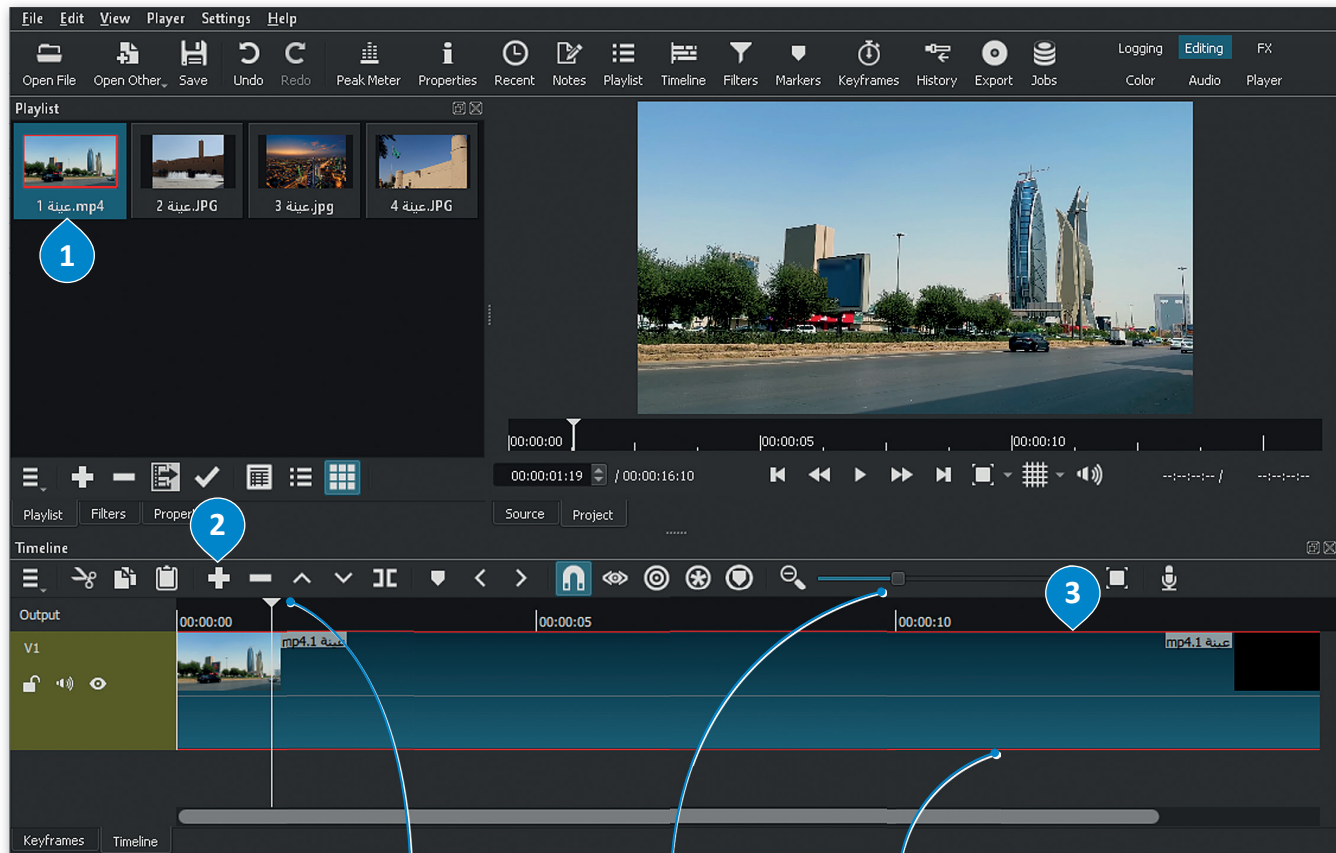 File Edit View Player Settings Help
Open File Open Other Save Undo Redo Peak Meter Properties Recent Notes Playlist Timeline Filters Markers Keyframes History Export Jobs
Logging Editing FX
Color Audio Player
Playlist
عينة 1.mp4
عينة 2.JPG
عينة 3.jpg
عينة 4.JPG
1
00:00:00 00:00:05 00:00:10
00:00:01:19 / 00:00:16:10 --:--:--:-- / --:--:--:--
Playlist Filters Propert
2
Source Project
Timeline
3
Output 00:00:00 00:00:05 00:00:10
V1
عينة 1.mp4
عينة 1.mp4
Keyframes Timeline